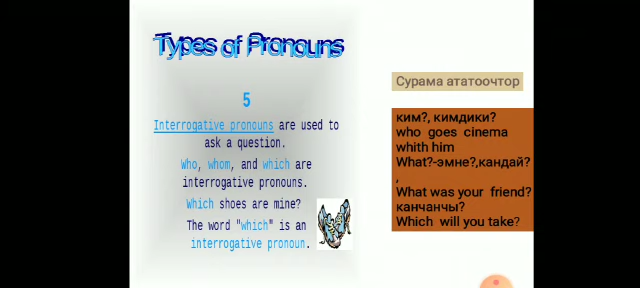 Types of Pronouns
5
Interrogative pronouns are used to
ask a question.
Who, whom, and which are
interrogative pronouns.
Which shoes are mine?
The word "which" is an
interrogative pronoun.
Сурама ататоочтор
ким?, кимдики?
who goes cinema
whith him
What?-эмне?,кандай?
,
What was your friend?
канчанчы?
Which will you take?